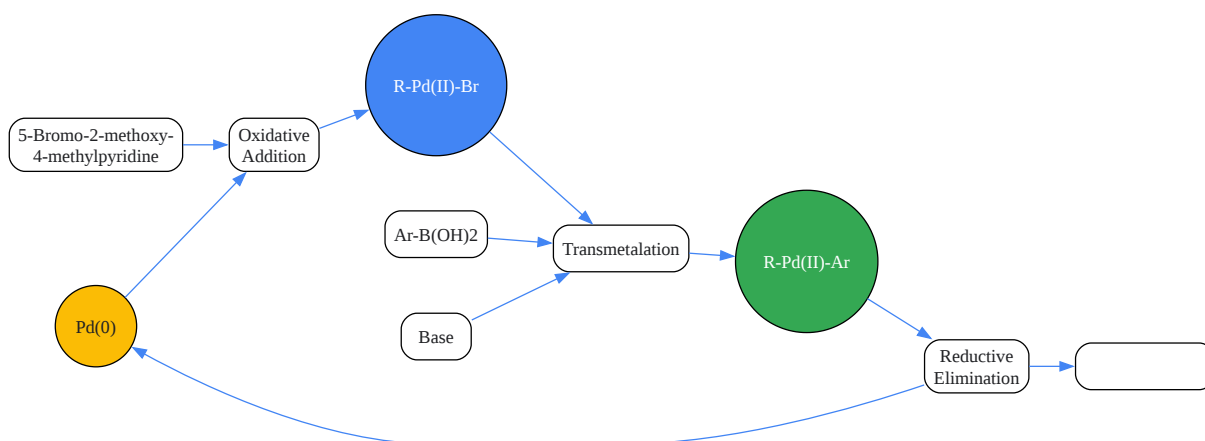 R-Pd(II)-Br
5-Bromo-2-methoxy-
4-methylpyridine
Oxidative
Addition
Ar-B(OH)2
Transmetalation
R-Pd(II)-Ar
Pd(0)
Base
Reductive
Elimination